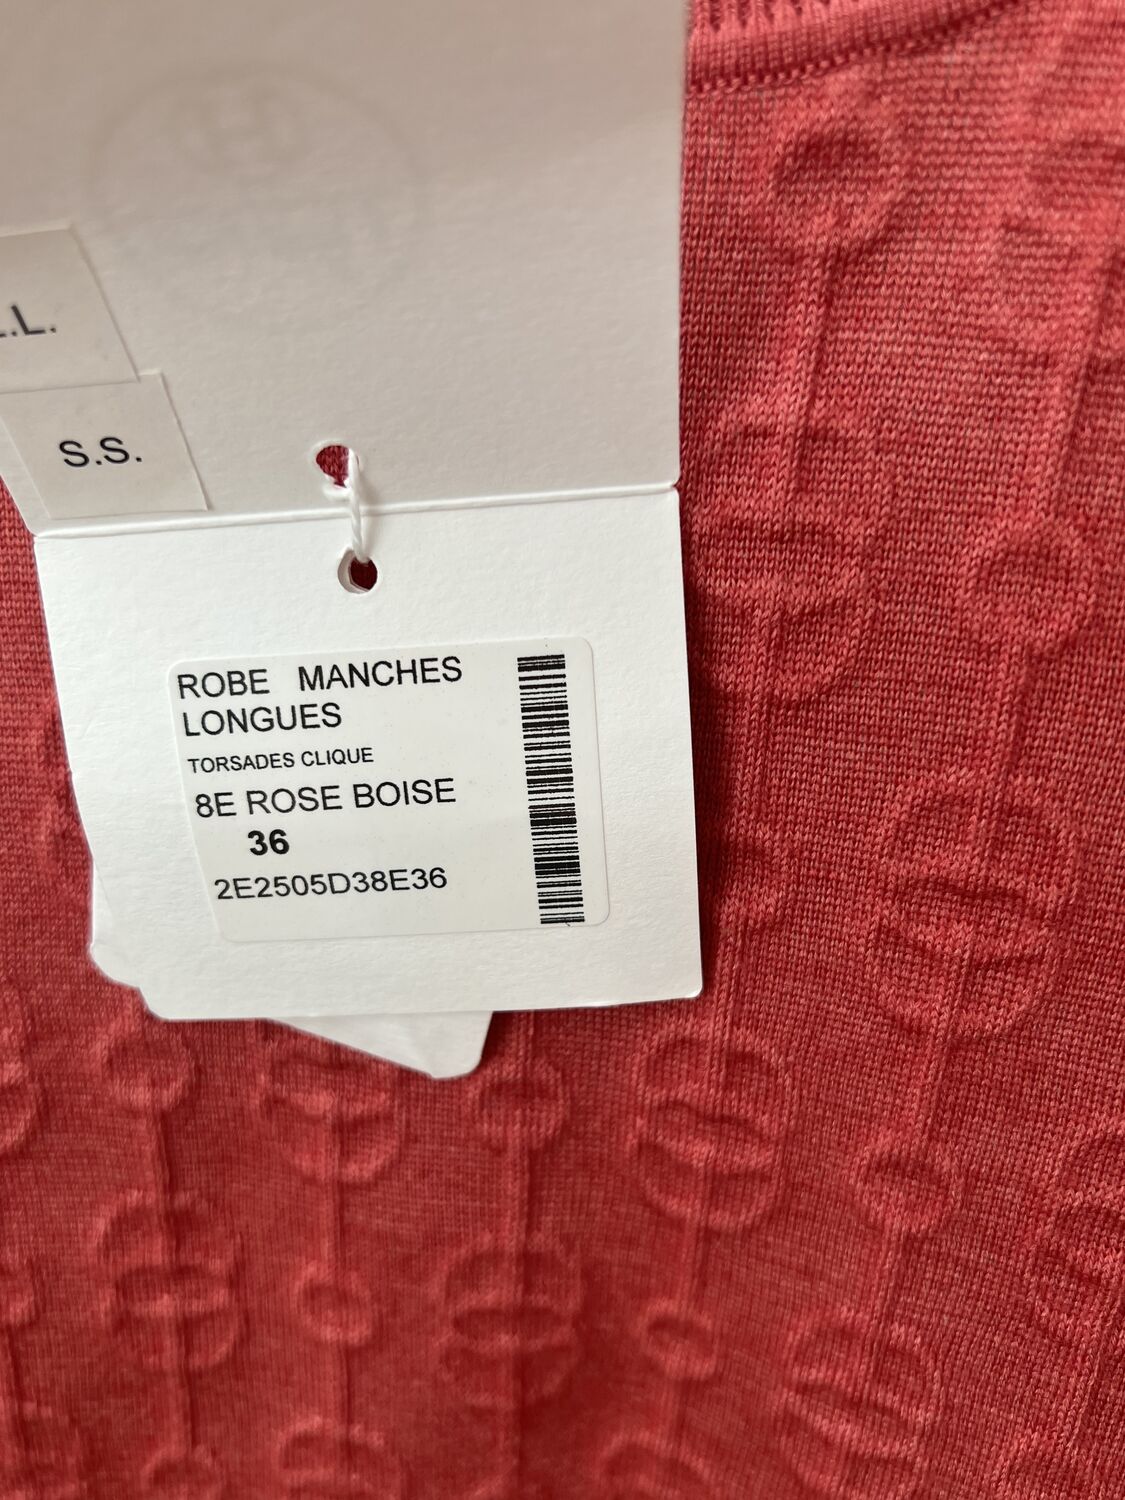 .L.
S.S.
ROBE MANCHES
LONGUES
TORSADES CLIQUE
8E ROSE BOISE
36
2E2505D38E36